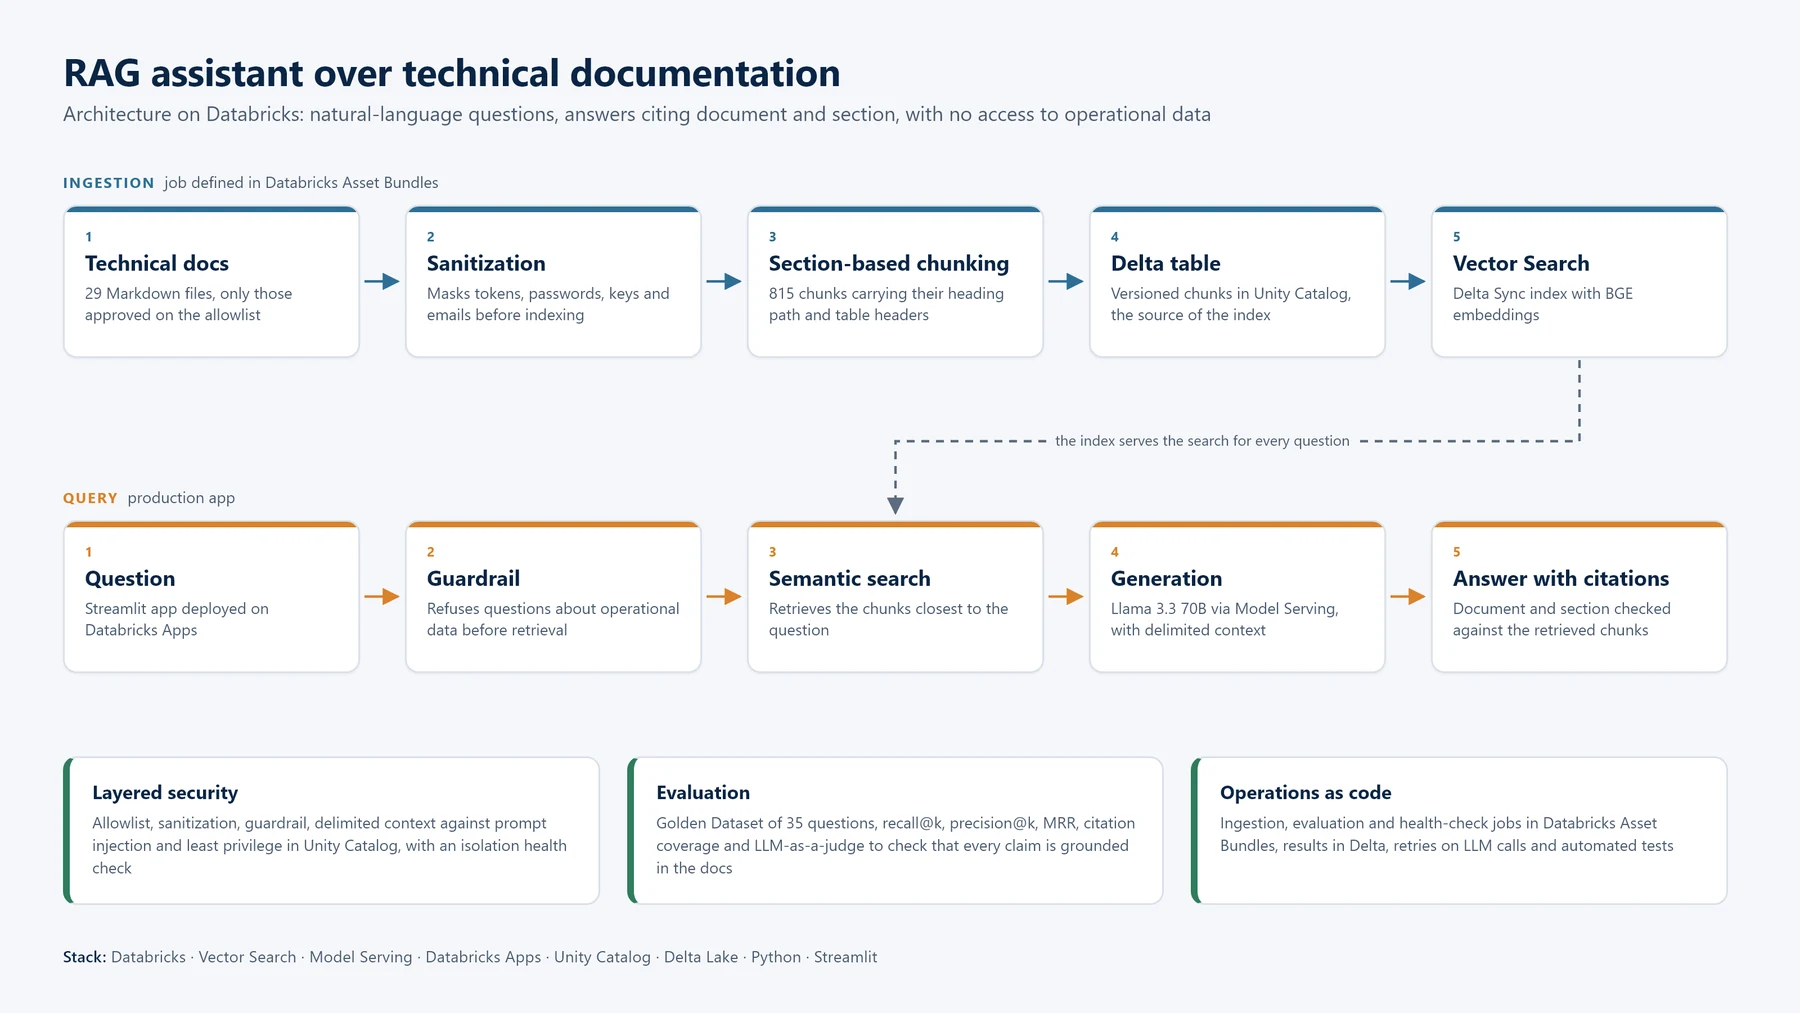 RAG assistant over technical documentation
Architecture on Databricks: natural-language questions, answers citing document and section, with no access to operational data
INGESTION job defined in Databricks Asset Bundles
1
Technical docs
29 Markdown files, only those
approved on the allowlist
2
Sanitization
Masks tokens, passwords, keys and
emails before indexing
3
Section-based chunking
815 chunks carrying their heading
path and table headers
4
Delta table
Versioned chunks in Unity Catalog,
the source of the index
5
Vector Search
Delta Sync index with BGE
embeddings
the index serves the search for every question
QUERY production app
1
Question
Streamlit app deployed on
Databricks Apps
2
Guardrail
Refuses questions about operational
data before retrieval
3
Semantic search
Retrieves the chunks closest to the
question
4
Generation
Llama 3.3 70B via Model Serving,
with delimited context
5
Answer with citations
Document and section checked
against the retrieved chunks
Layered security
Allowlist, sanitization, guardrail, delimited context against prompt
injection and least privilege in Unity Catalog, with an isolation health
check
Evaluation
Golden Dataset of 35 questions, recall@k, precision@k, MRR, citation
coverage and LLM-as-a-judge to check that every claim is grounded
in the docs
Operations as code
Ingestion, evaluation and health-check jobs in Databricks Asset
Bundles, results in Delta, retries on LLM calls and automated tests
Stack: Databricks · Vector Search · Model Serving · Databricks Apps · Unity Catalog · Delta Lake · Python · Streamlit